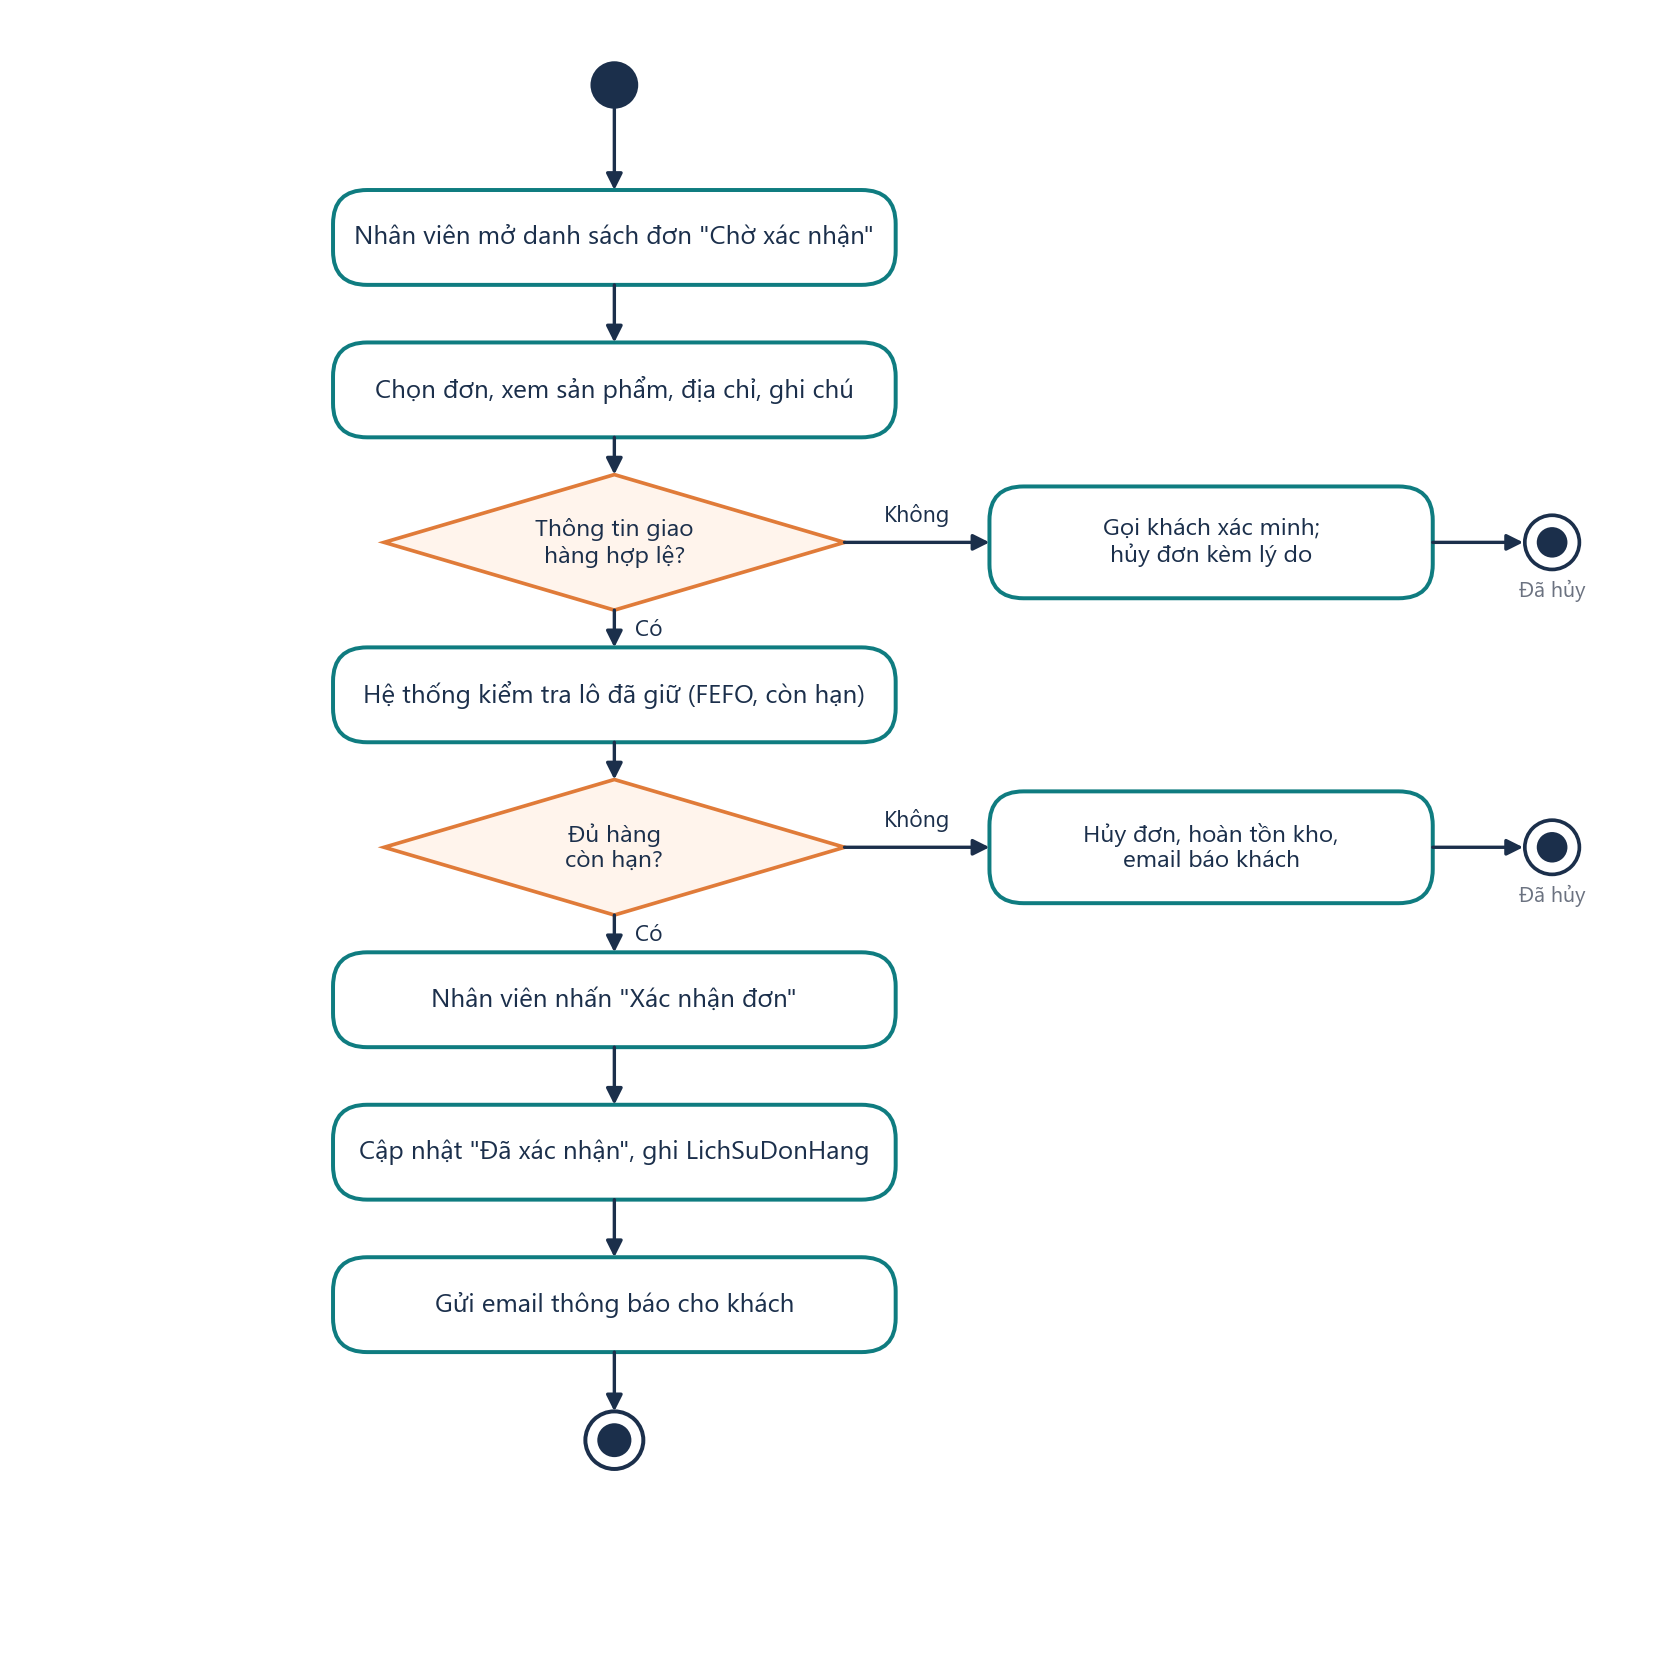 Nhân viên mở danh sách đơn "Chờ xác nhận"
Chọn đơn, xem sản phẩm, địa chỉ, ghi chú
Thông tin giao
hàng hợp lệ?
Không
Gọi khách xác minh;
hủy đơn kèm lý do
Đã hủy
Có
Hệ thống kiểm tra lô đã giữ (FEFO, còn hạn)
Đủ hàng
còn hạn?
Không
Hủy đơn, hoàn tồn kho,
email báo khách
Đã hủy
Có
Nhân viên nhấn "Xác nhận đơn"
Cập nhật "Đã xác nhận", ghi LichSuDonHang
Gửi email thông báo cho khách